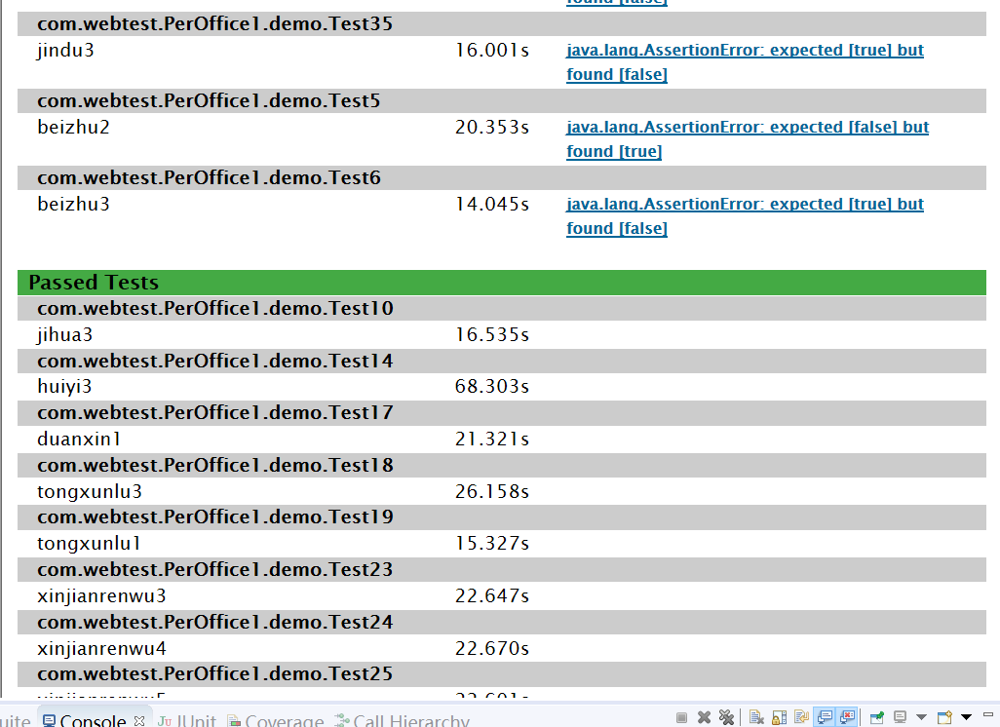 found [false]
com.webtest.PerOffice1.demo.Test35
jindu3 16.001s java.lang.AssertionError: expected [true] but
found [false]
com.webtest.PerOffice1.demo.Test5
beizhu2 20.353s java.lang.AssertionError: expected [false] but
found [true]
com.webtest.PerOffice1.demo.Test6
beizhu3 14.045s java.lang.AssertionError: expected [true] but
found [false]
Passed Tests
com.webtest.PerOffice1.demo.Test10
jihua3 16.535s
com.webtest.PerOffice1.demo.Test14
huiyi3 68.303s
com.webtest.PerOffice1.demo.Test17
duanxin1 21.321s
com.webtest.PerOffice1.demo.Test18
tongxunlu3 26.158s
com.webtest.PerOffice1.demo.Test19
tongxunlu1 15.327s
com.webtest.PerOffice1.demo.Test23
xinjianrenwu3 22.647s
com.webtest.PerOffice1.demo.Test24
xinjianrenwu4 22.670s
com.webtest.PerOffice1.demo.Test25
uite Console JUnit Coverage Call Hierarchy